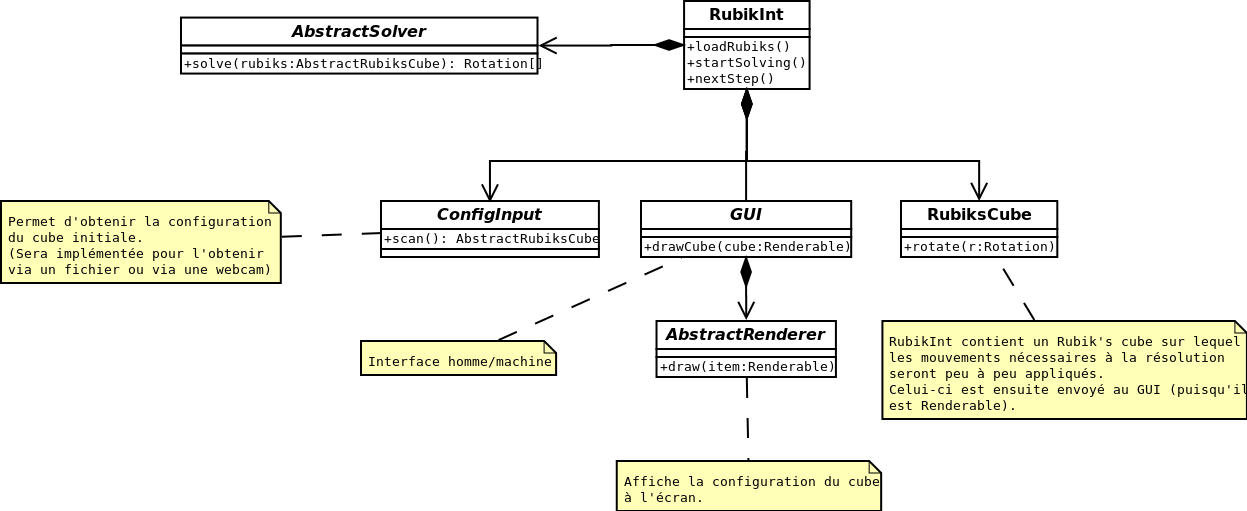 RubikInt
+loadRubiks()
+startSolving()
+nextStep()
AbstractSolver
+solve(rubiks:AbstractRubiksCube): Rotation[]
Permet d'obtenir la configuration
du cube initiale.
(Sera implémentée pour l'obtenir
via un fichier ou via une webcam)
ConfigInput
+scan(): AbstractRubiksCube
GUI
+drawCube(cube:Renderable)
RubiksCube
+rotate(r:Rotation)
Interface homme/machine
AbstractRenderer
+draw(item:Renderable)
RubikInt contient un Rubik's cube sur lequel
les mouvements nécessaires à la résolution
seront peu à peu appliqués.
Celui-ci est ensuite envoyé au GUI (puisqu'il
est Renderable).
Affiche la configuration du cube
à l'écran.